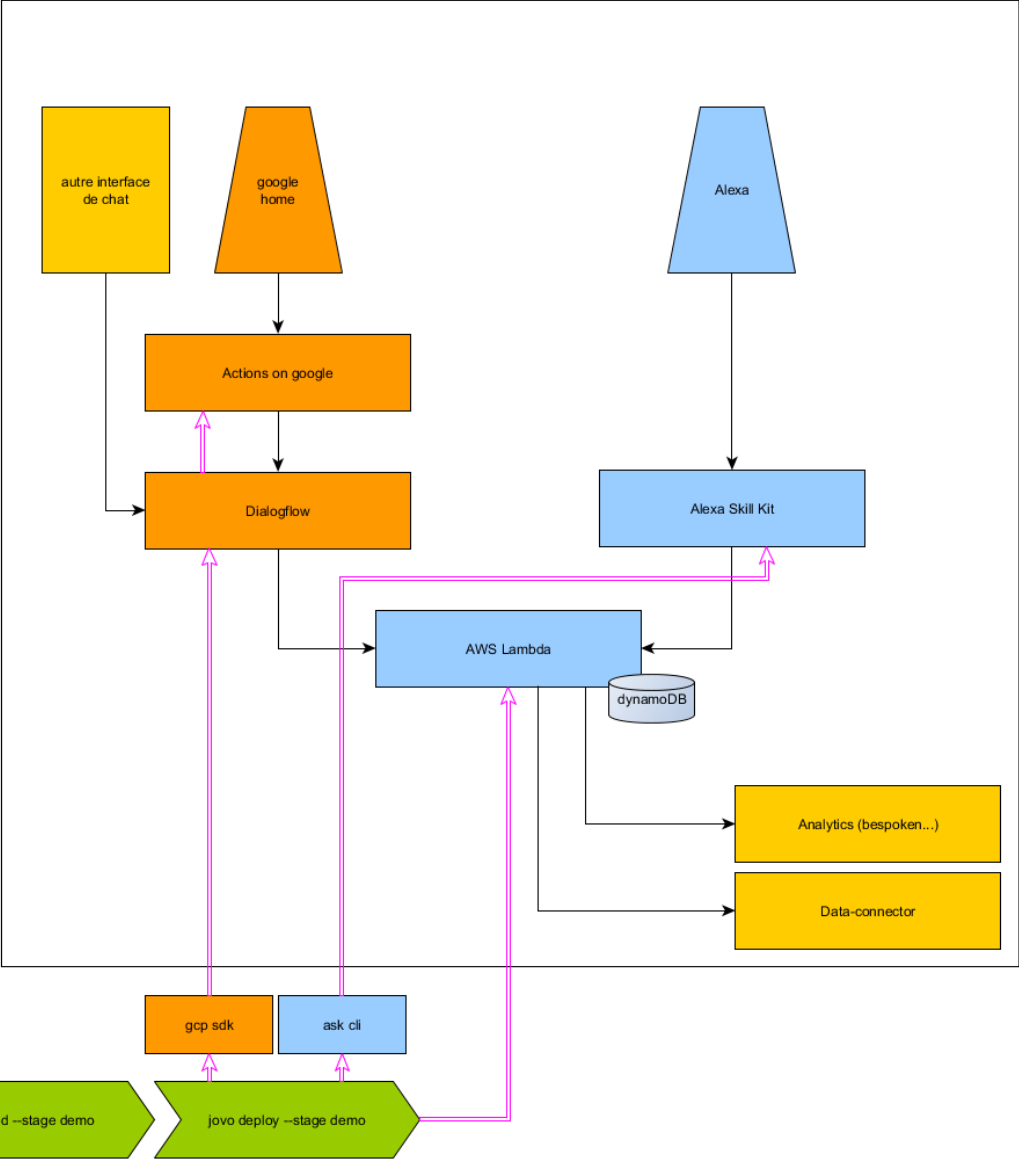 autre interface
de chat
google
home
Alexa
Actions on google
Dialogflow
Alexa Skill Kit
AWS Lambda
dynamoDB
Analytics (bespoken...)
Data-connector
gcp sdk
ask cli
--stage demo
jovo deploy --stage demo